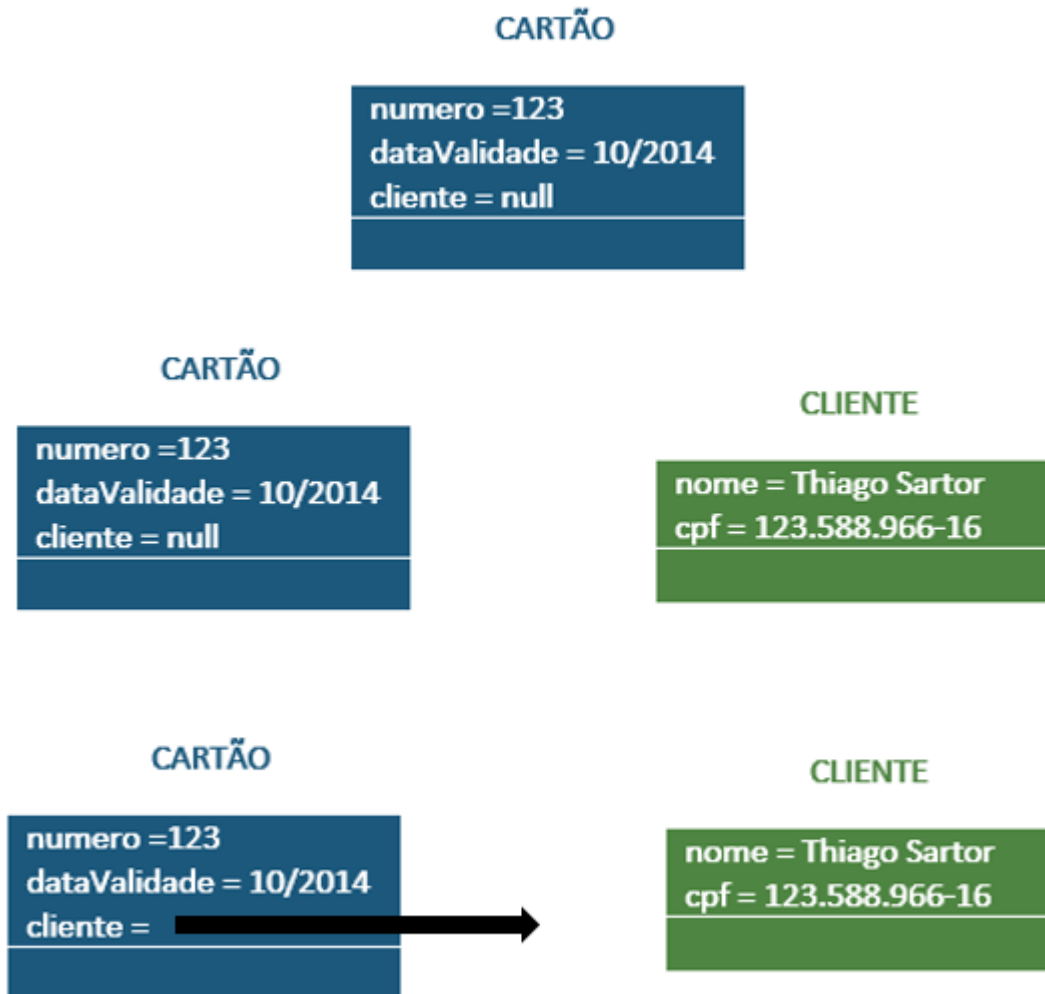 CARTÃO
numero =123
dataValidade = 10/2014
cliente = null
CARTÃO
numero =123
dataValidade = 10/2014
cliente = null
CLIENTE
nome = Thiago Sartor
cpf = 123.588.966-16
CARTÃO
numero =123
dataValidade = 10/2014
cliente =
CLIENTE
nome = Thiago Sartor
cpf = 123.588.966-16